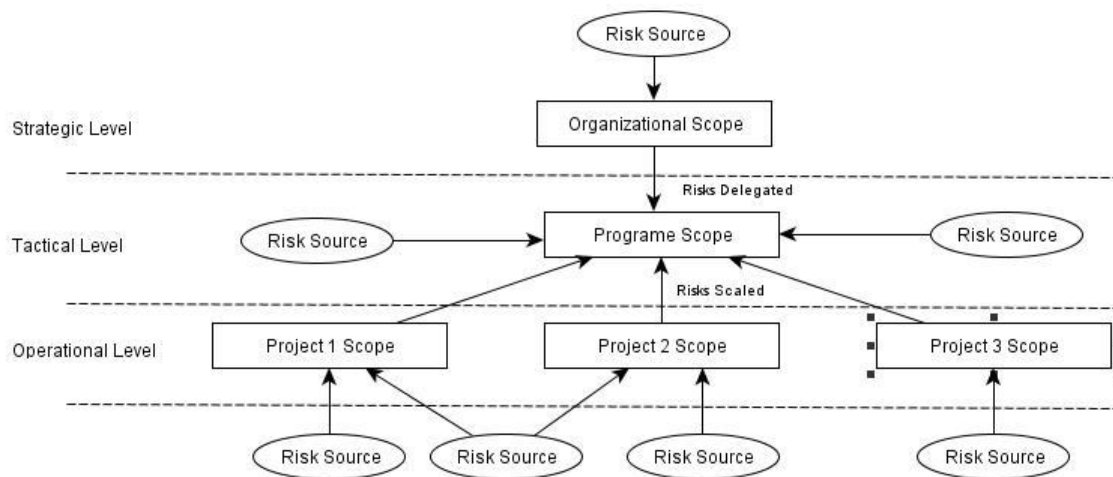 Risk Source
Strategic Level
Organizational Scope
Risks Delegated
Tactical Level
Risk Source
Programe Scope
Risk Source
Risks Scaled
Operational Level
Project 1 Scope
Project 2 Scope
Project 3 Scope
Risk Source
Risk Source
Risk Source
Risk Source